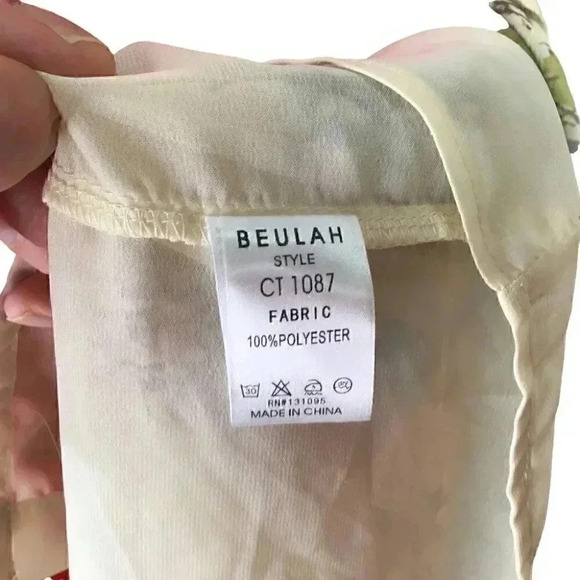 BEULAH
STYLE
CT 1087
FABRIC
100%POLYESTER
30
RN#131095
MADE IN CHINA